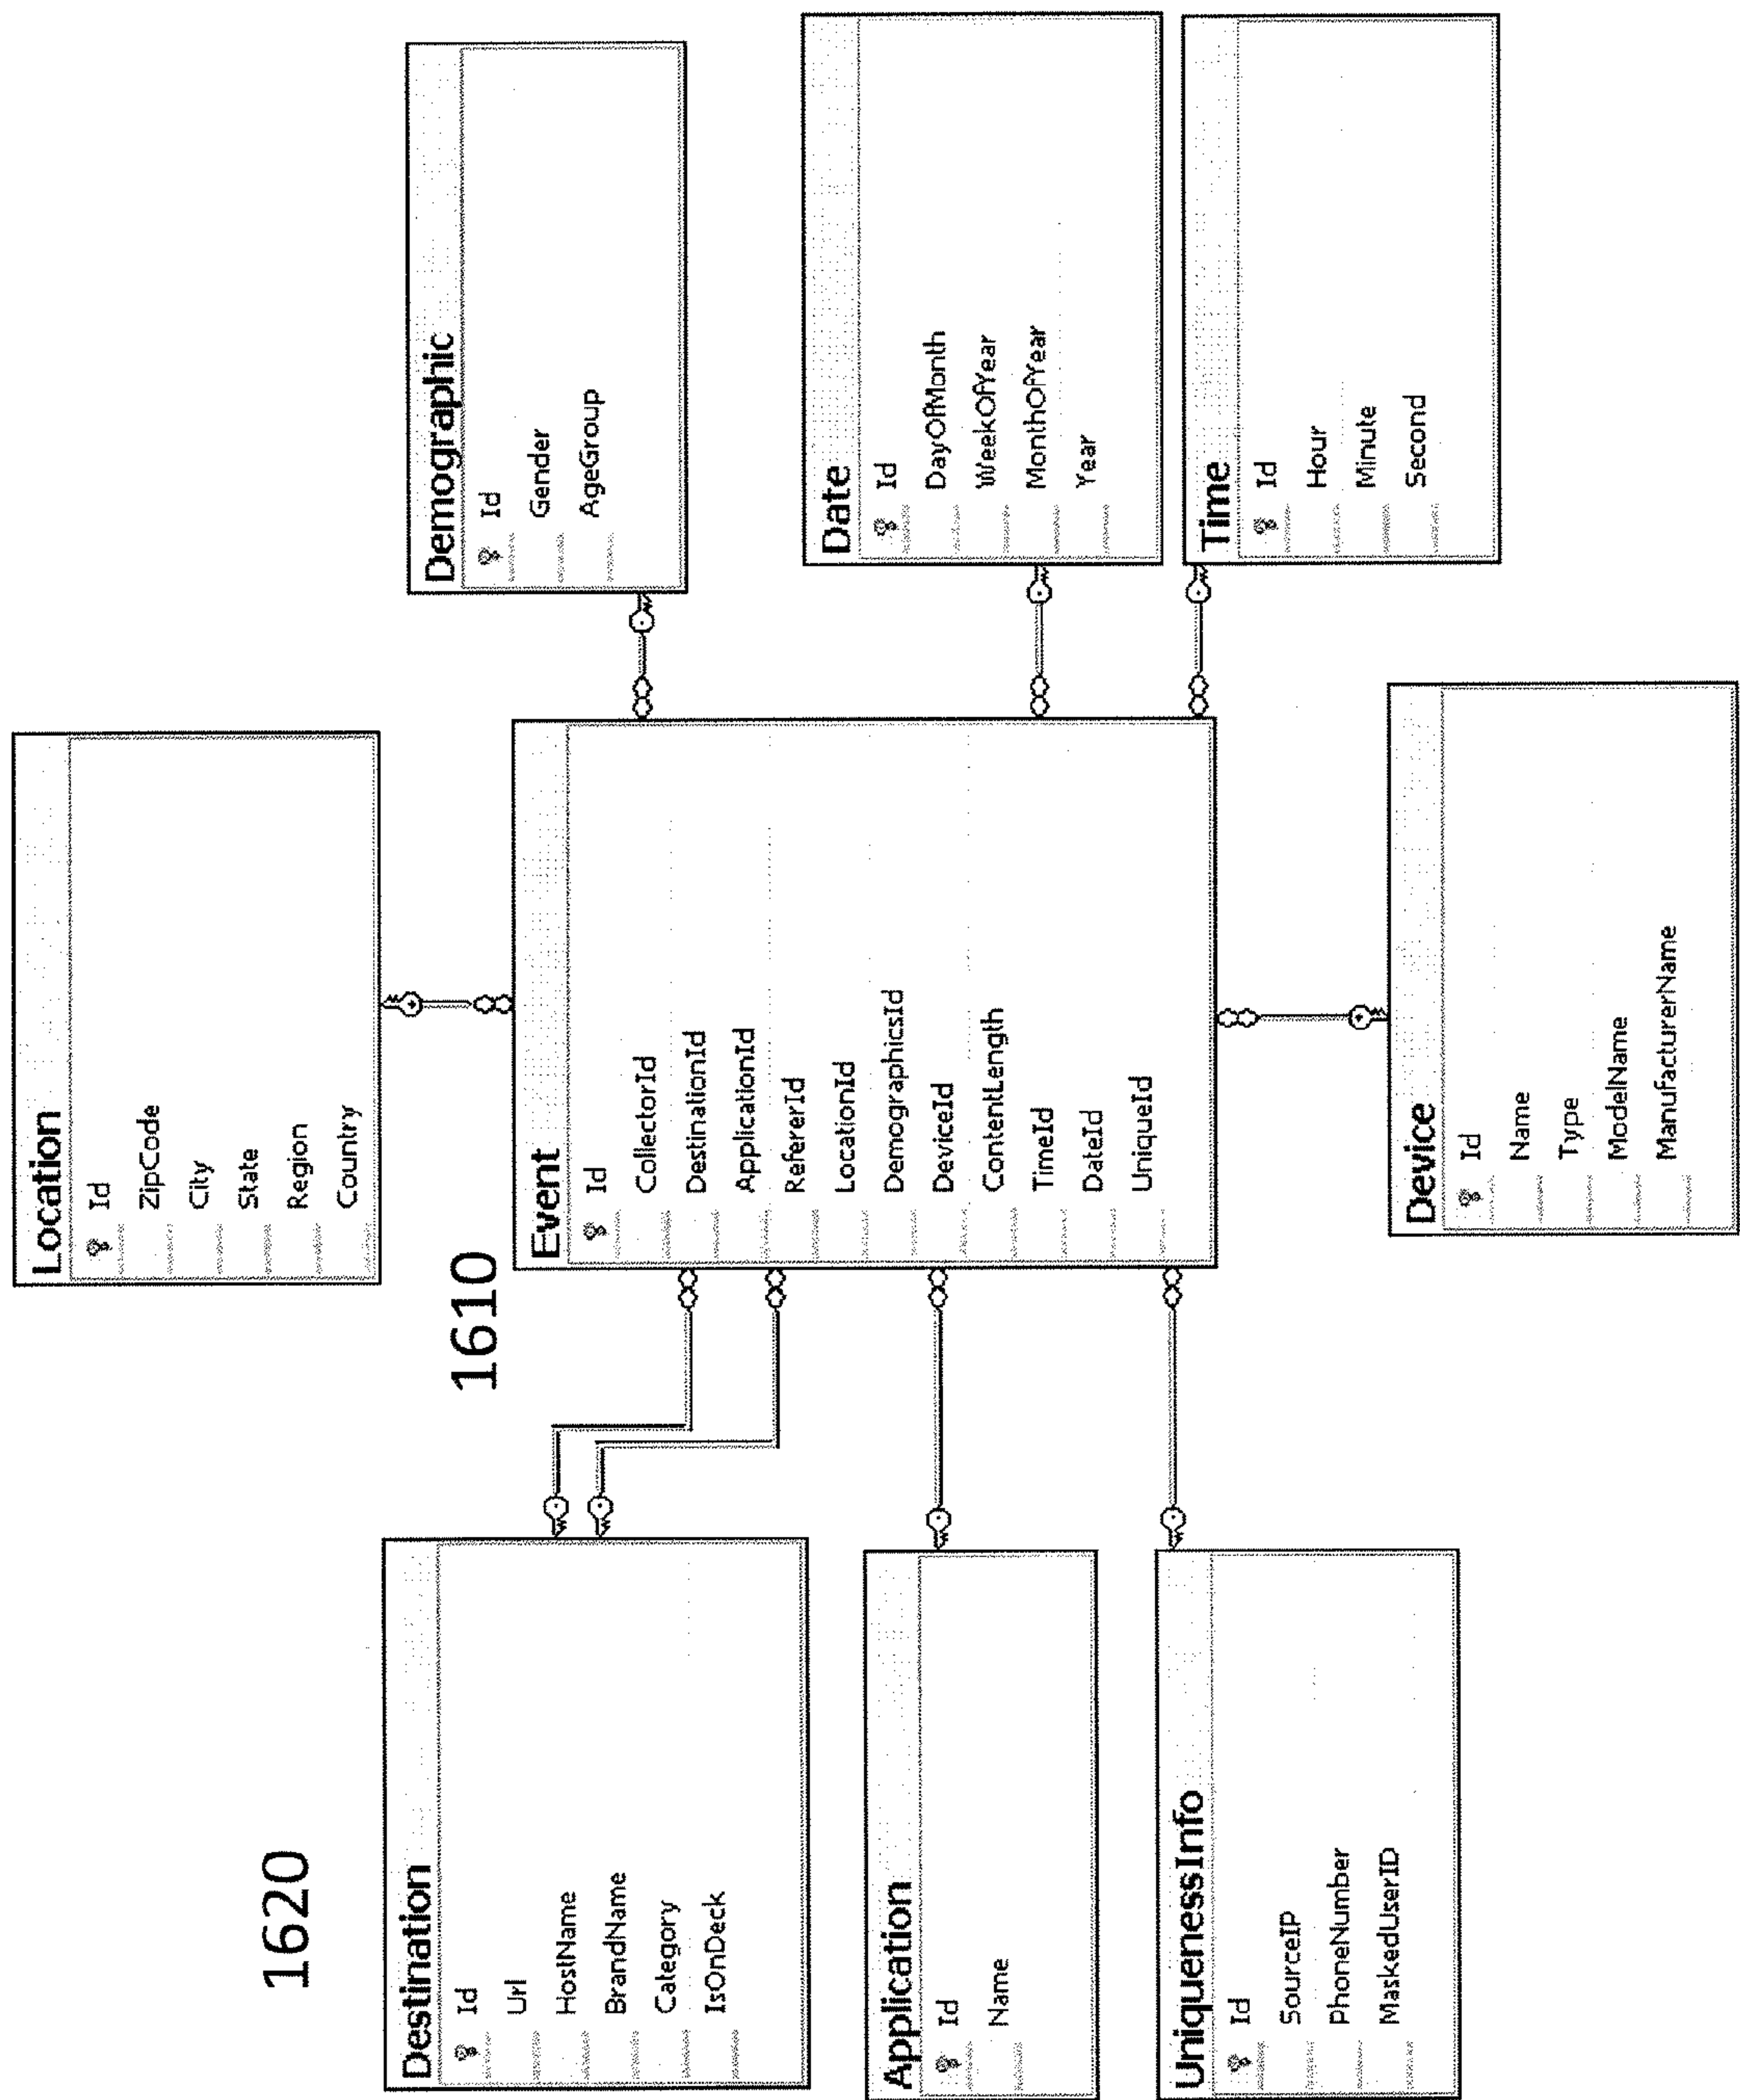 1620
Destination
Id
Url
HostName
BrandName
Category
IsOnDeck
Application
Id
Name
UniquenessInfo
Id
SourceIP
PhoneNumber
MaskedUserID
Location
Id
ZipCode
City
State
Region
Country
1610
Event
Id
CollectorId
DestinationId
ApplicationId
RefererId
LocationId
DemographicsId
DeviceId
ContentLength
TimeId
DateId
UniqueId
Device
Id
Name
Type
ModelName
ManufacturerName
Demographic
Id
Gender
AgeGroup
Date
Id
DayOfMonth
WeekOfYear
MonthOfYear
Year
Time
Id
Hour
Minute
Second